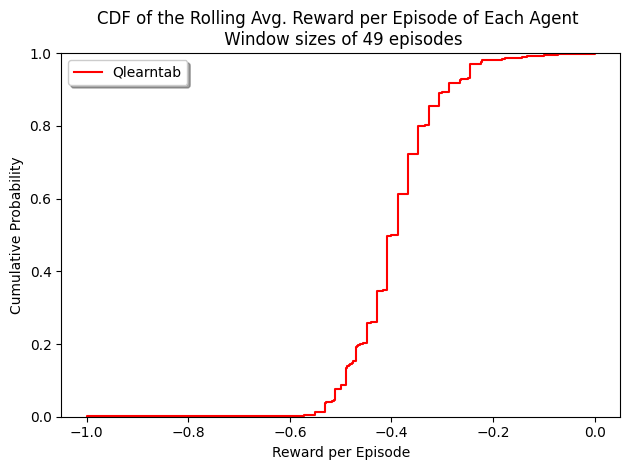 CDF of the Rolling Avg. Reward per Episode of Each Agent
Window sizes of 49 episodes
Qlearntab
1.0
0.8
0.6
0.4
0.2
0.0
Cumulative Probability
−1.0 −0.8 −0.6 −0.4 −0.2 0.0
Reward per Episode